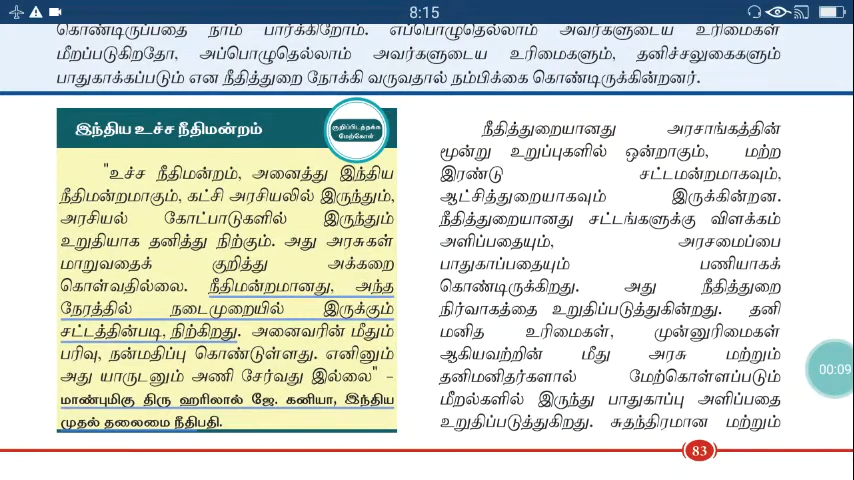 8:15
கொண்டிருப்பதை நாம் பார்க்கிறோம். எப்பொழுதெல்லாம் அவர்களுடைய உரிமைகள்
மீறப்படுகிறதோ, அப்பொழுதெல்லாம் அவர்களுடைய உரிமைகளும், தனிச்சலுகைகளும்
பாதுகாக்கப்படும் என நீதித்துறை நோக்கி வருவதால் நம்பிக்கை கொண்டிருக்கின்றனர்.
இந்திய உச்ச நீதிமன்றம்
குறிப்பிடத்தக்க
மேற்கோள்
"உச்ச நீதிமன்றம், அனைத்து இந்திய
நீதிமன்றமாகும், கட்சி அரசியலில் இருந்தும்,
அரசியல் கோட்பாடுகளில் இருந்தும்
உறுதியாக தனித்து நிற்கும். அது அரசுகள்
மாறுவதைக் குறித்து அக்கறை
கொள்வதில்லை. நீதிமன்றமானது, அந்த
நேரத்தில் நடைமுறையில் இருக்கும்
சட்டத்தின்படி, நிற்கிறது. அனைவரின் மீதும்
பரிவு, நன்மதிப்பு கொண்டுள்ளது. எனினும்
அது யாருடனும் அணி சேர்வது இல்லை" –
மாண்புமிகு திரு ஹரிலால் ஜே. கனியா, இந்திய
முதல் தலைமை நீதிபதி.
நீதித்துறையானது அரசாங்கத்தின்
மூன்று உறுப்புகளில் ஒன்றாகும், மற்ற
இரண்டு சட்டமன்றமாகவும்,
ஆட்சித்துறையாகவும் இருக்கின்றன.
நீதித்துறையானது சட்டங்களுக்கு விளக்கம்
அளிப்பதையும், அரசமைப்பை
பாதுகாப்பதையும் பணியாகக்
கொண்டிருக்கிறது. அது நீதித்துறை
நிர்வாகத்தை உறுதிப்படுத்துகின்றது. தனி
மனித உரிமைகள், முன்னுரிமைகள்
ஆகியவற்றின் மீது அரசு மற்றும்
தனிமனிதர்களால் மேற்கொள்ளப்படும்
மீறல்களில் இருந்து பாதுகாப்பு அளிப்பதை
உறுதிப்படுத்துகிறது. சுதந்திரமான மற்றும்
00:09
83